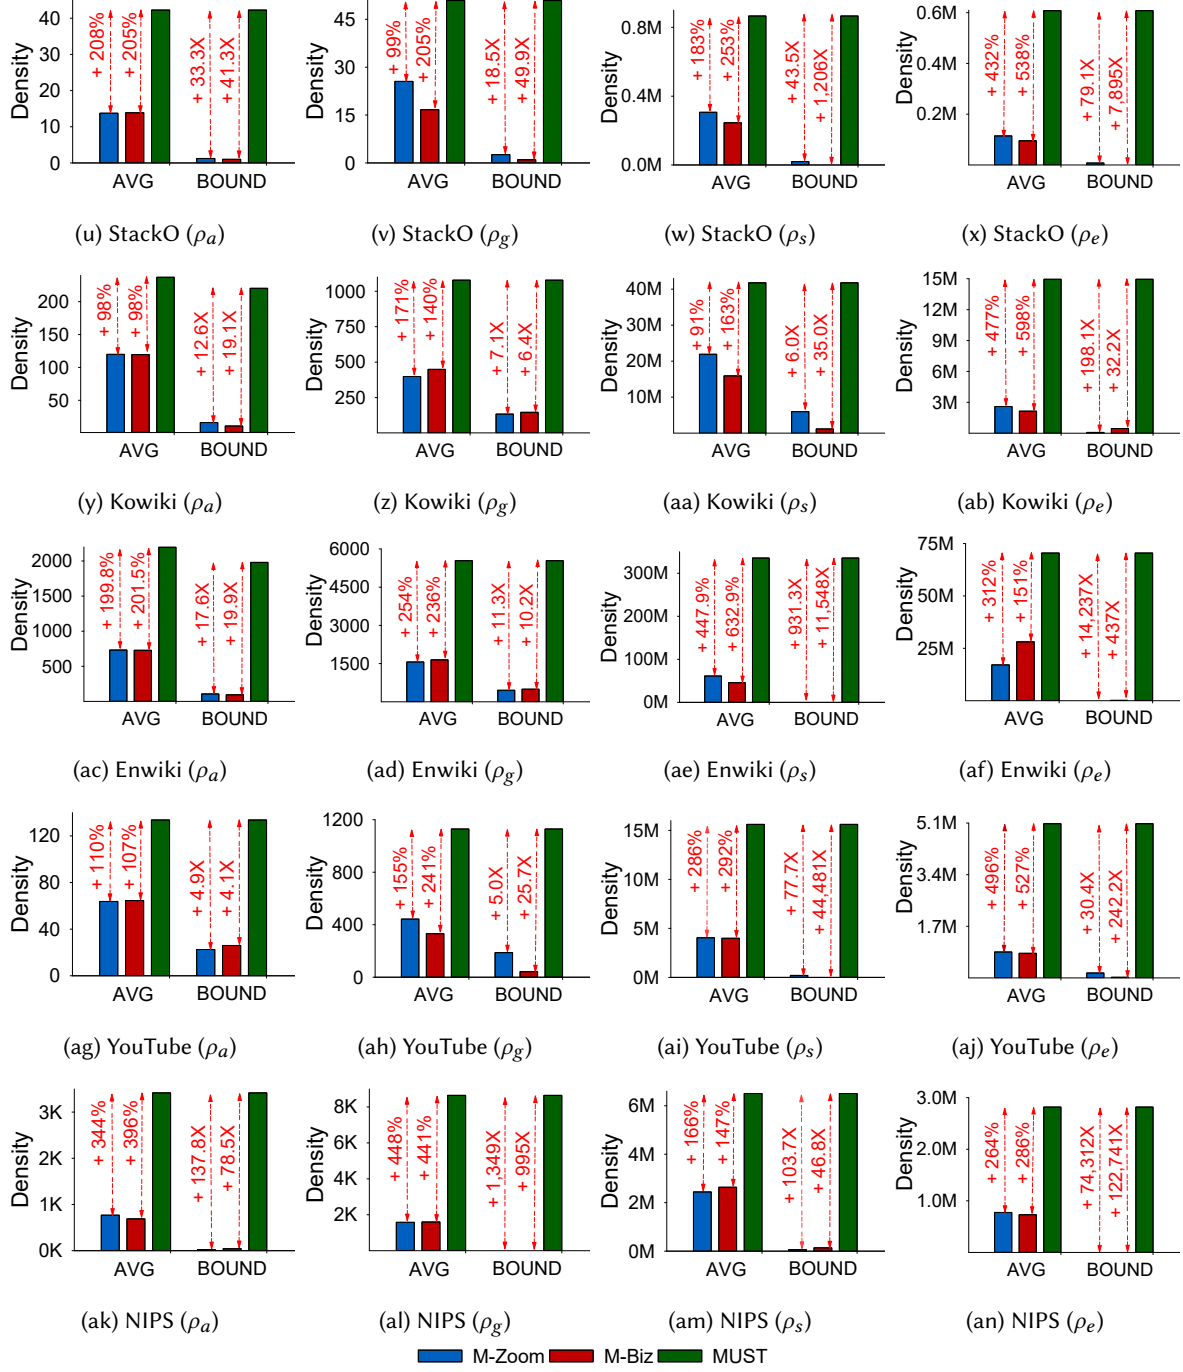 Density
40
30
20
10
0
+ 208%
+ 205%
+ 33.3X
+ 41.3X
AVG
BOUND
(u) StackO (ρa)
Density
45
30
15
0
+ 99%
+ 205%
+ 18.5X
+ 49.9X
AVG
BOUND
(v) StackO (ρg)
Density
0.8M
0.4M
0.0M
+ 183%
+ 253%
+ 43.5X
+ 1,206X
AVG
BOUND
(w) StackO (ρs)
Density
0.6M
0.4M
0.2M
+ 432%
+ 538%
+ 79.1X
+ 7,895X
AVG
BOUND
(x) StackO (ρe)
Density
200
150
100
50
+ 98%
+ 98%
+ 12.6X
+ 19.1X
AVG
BOUND
(y) Kowiki (ρa)
Density
1000
750
500
250
+ 171%
+ 140%
+ 7.1X
+ 6.4X
AVG
BOUND
(z) Kowiki (ρg)
Density
40M
30M
20M
10M
+ 91%
+ 163%
+ 6.0X
+ 35.0X
AVG
BOUND
(aa) Kowiki (ρs)
Density
15M
12M
9M
6M
3M
+ 477%
+ 598%
+ 198.1X
+ 32.2X
AVG
BOUND
(ab) Kowiki (ρe)
Density
2000
1500
1000
500
+ 199.8%
+ 201.5%
+ 17.6X
+ 19.9X
AVG
BOUND
(ac) Enwiki (ρa)
Density
6000
4500
3000
1500
+ 254%
+ 236%
+ 11.3X
+ 10.2X
AVG
BOUND
(ad) Enwiki (ρg)
Density
300M
200M
100M
0M
+ 447.9%
+ 632.9%
+ 931.3X
+ 11,548X
AVG
BOUND
(ae) Enwiki (ρs)
Density
75M
50M
25M
+ 312%
+ 151%
+ 14,237X
+ 437X
AVG
BOUND
(af) Enwiki (ρe)
Density
120
80
40
0
+ 110%
+ 107%
+ 4.9X
+ 4.1X
AVG
BOUND
(ag) YouTube (ρa)
Density
1200
800
400
0
+ 155%
+ 241%
+ 5.0X
+ 25.7X
AVG
BOUND
(ah) YouTube (ρg)
Density
15M
10M
5M
0M
+ 286%
+ 292%
+ 77.7X
+ 44,481X
AVG
BOUND
(ai) YouTube (ρs)
Density
5.1M
3.4M
1.7M
+ 496%
+ 527%
+ 30.4X
+ 242.2X
AVG
BOUND
(aj) YouTube (ρe)
Density
3K
2K
1K
0K
+ 344%
+ 396%
+ 137.8X
+ 78.5X
AVG
BOUND
(ak) NIPS (ρa)
Density
8K
6K
4K
2K
+ 448%
+ 441%
+ 1,349X
+ 995X
AVG
BOUND
(al) NIPS (ρg)
Density
6M
4M
2M
0M
+ 166%
+ 147%
+ 103.7X
+ 46.8X
AVG
BOUND
(am) NIPS (ρs)
Density
3.0M
2.0M
1.0M
+ 264%
+ 286%
+ 74,312X
+ 122,741X
AVG
BOUND
(an) NIPS (ρe)
M-Zoom M-Biz MUST